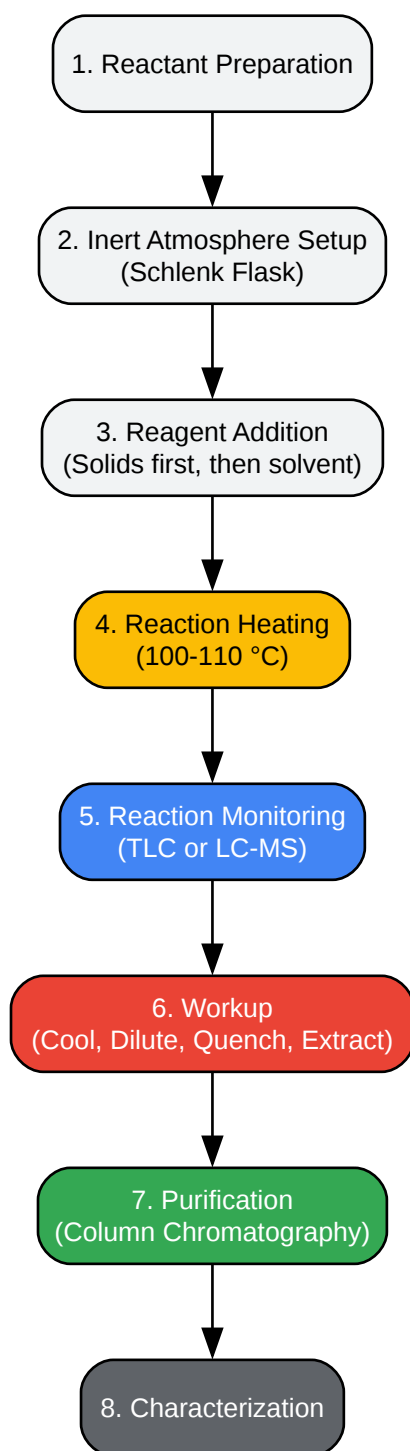 1. Reactant Preparation
2. Inert Atmosphere Setup
(Schlenk Flask)
3. Reagent Addition
(Solids first, then solvent)
4. Reaction Heating
(100-110 °C)
5. Reaction Monitoring
(TLC or LC-MS)
6. Workup
(Cool, Dilute, Quench, Extract)
7. Purification
(Column Chromatography)
8. Characterization